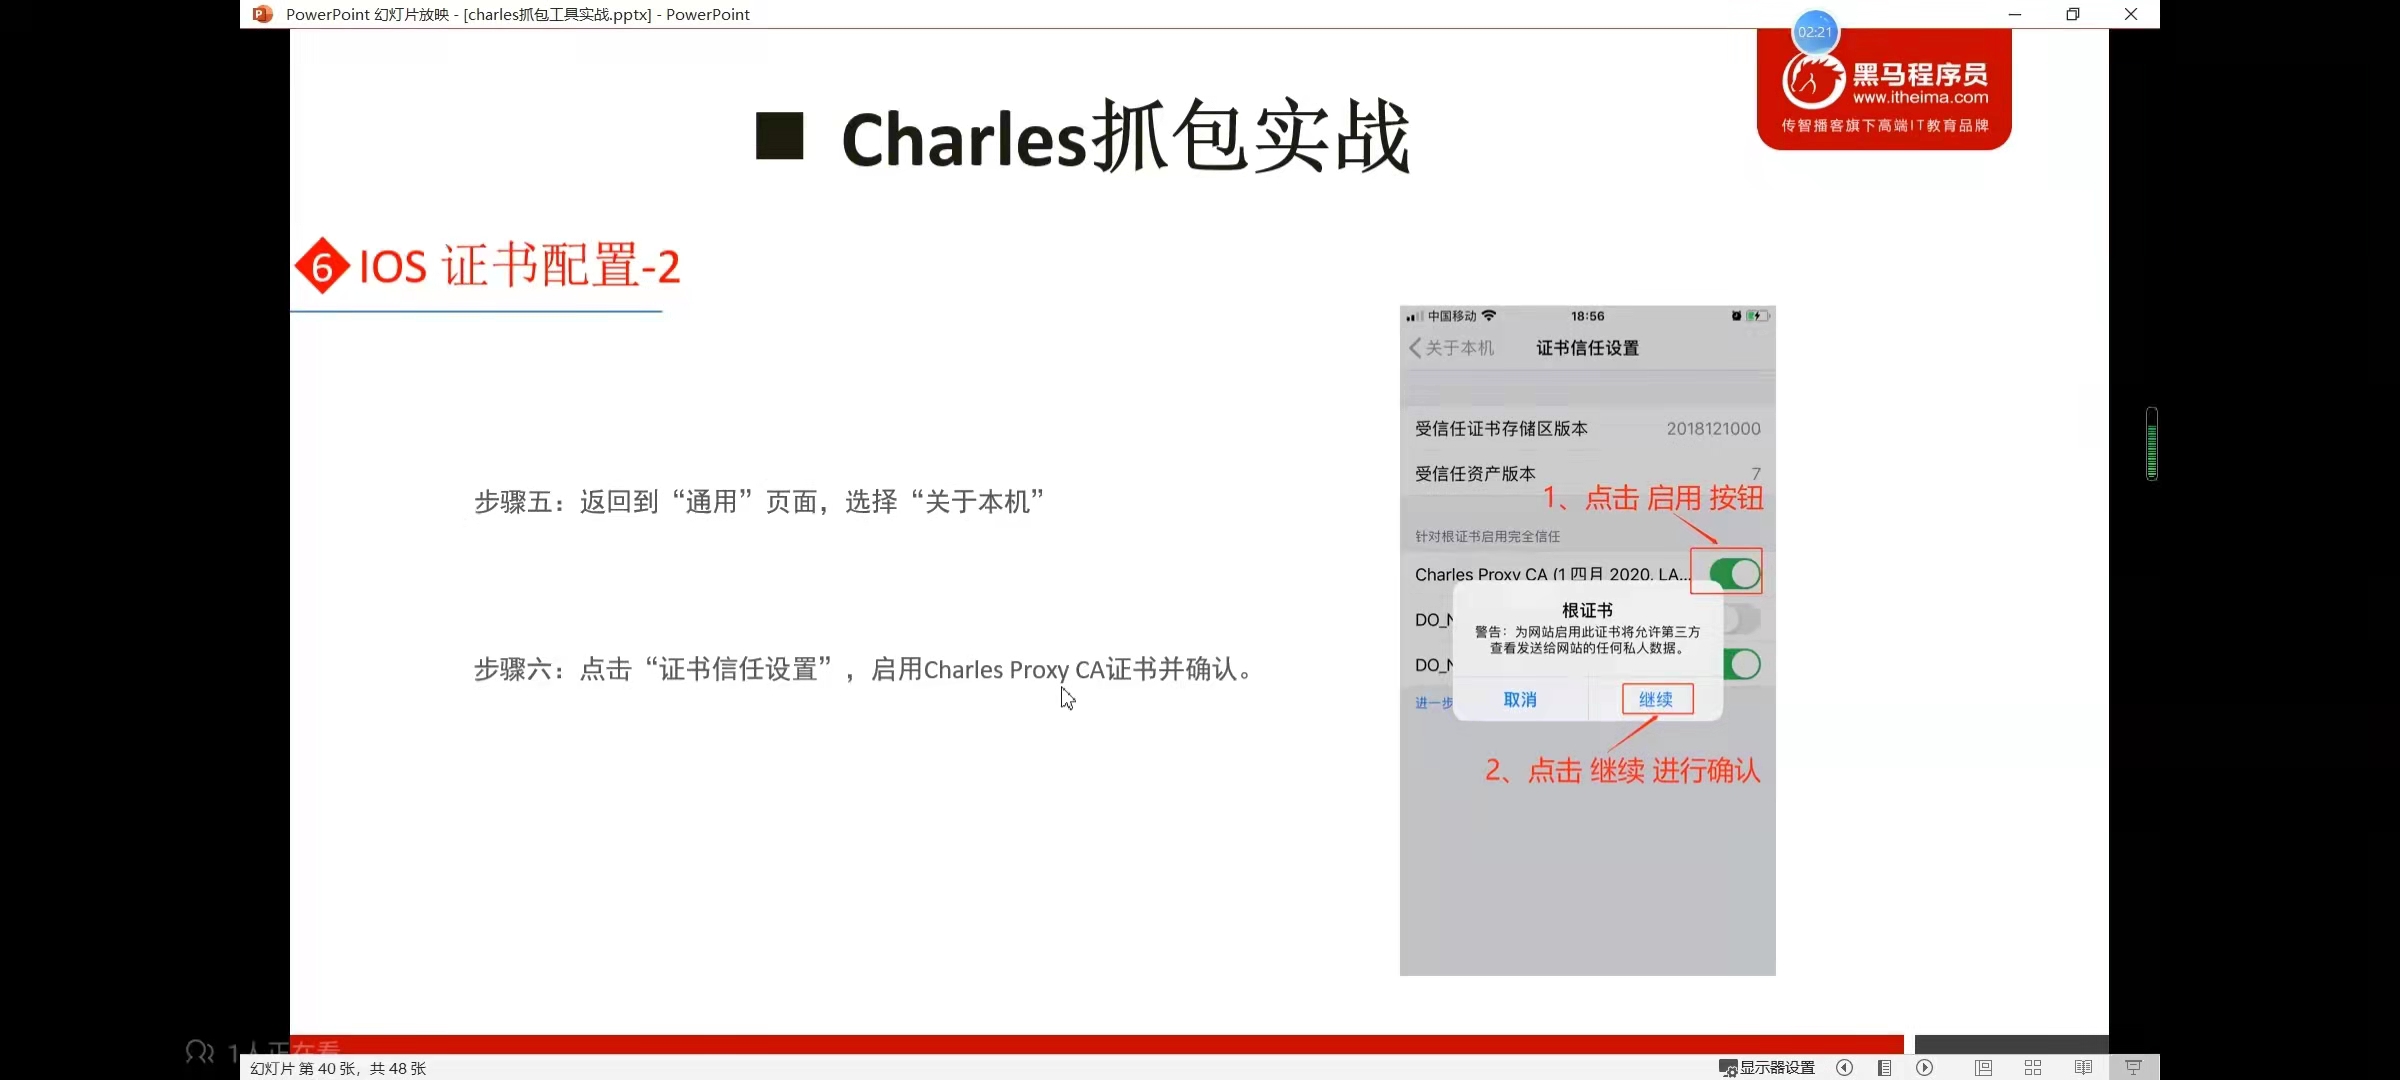 PowerPoint 幻灯片放映 - [charles抓包工具实战.pptx] - PowerPoint
02:21
黑马程序员
www.itheima.com
传智播客旗下高端IT教育品牌
Charles抓包实战
6 IOS 证书配置-2
步骤五：返回到“通用”页面，选择“关于本机”
步骤六：点击“证书信任设置”，启用Charles Proxy CA证书并确认。
中国移动 18:56
关于本机 证书信任设置
受信任证书存储区版本 2018121000
受信任资产版本 7
1、点击 启用 按钮
针对根证书启用完全信任
Charles Proxy CA (1 四月 2020, LA...
根证书
DO_N
警告：为网站启用此证书将允许第三方
查看发送给网站的任何私人数据。
DO_N
进一步
取消 继续
2、点击 继续 进行确认
1人正在看
幻灯片 第 40 张，共 48 张
显示器设置